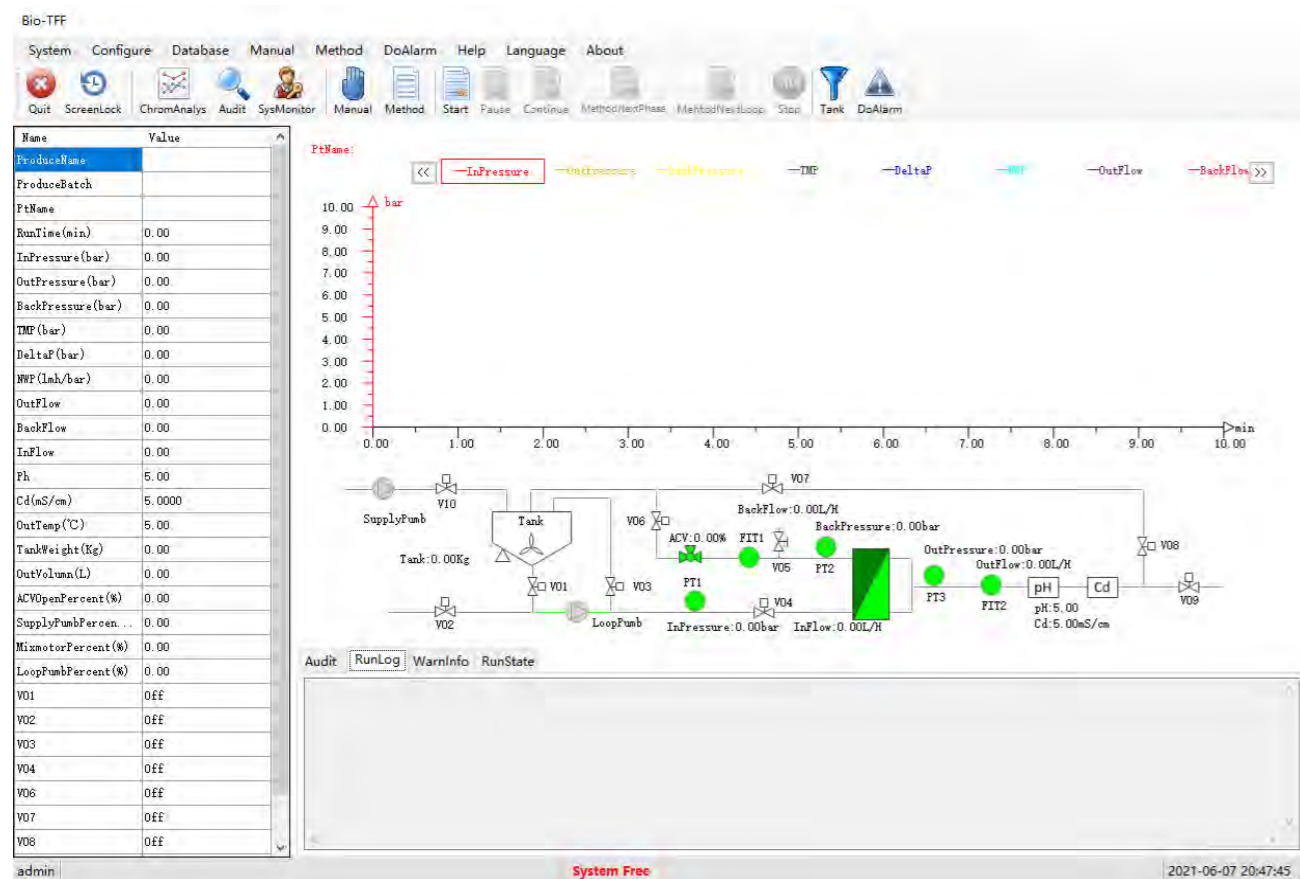 Bio-TFF
System Configure Database Manual Method DoAlarm Help Language About
Quit ScreenLock ChromAnalys Audit SysMonitor Manual Method Start Pause Continue MethodNextPhase MehtodNextLoop Stop Tank DoAlarm
Name Value
ProduceName
ProduceBatch
PtName
RunTime(min) 0.00
InPressure(bar) 0.00
OutPressure(bar) 0.00
BackPressure(bar) 0.00
TMP(bar) 0.00
DeltaP(bar) 0.00
NWP(lmh/bar) 0.00
OutFlow 0.00
BackFlow 0.00
InFlow 0.00
Ph 5.00
Cd(mS/cm) 5.0000
OutTemp(℃) 5.00
TankWeight(Kg) 0.00
OutVolumn(L) 0.00
ACVOpenPercent(%) 0.00
SupplyPumbPercen... 0.00
MixmotorPercent(%) 0.00
LoopPumbPercent(%) 0.00
V01 Off
V02 Off
V03 Off
V04 Off
V06 Off
V07 Off
V08 Off
PtName:
<< InPressure OutPressure BackPressure TMP DeltaP NWP OutFlow BackFlow >>
bar
10.00
9.00
8.00
7.00
6.00
5.00
4.00
3.00
2.00
1.00
0.00
min
0.00 1.00 2.00 3.00 4.00 5.00 6.00 7.00 8.00 9.00 10.00
V07
V10
SupplyPumb
Tank
V06
BackFlow:0.00L/H
BackPressure:0.00bar
ACV:0.00% FIT1
Tank:0.00Kg
V05 PT2
OutPressure:0.00bar
OutFlow:0.00L/H
V08
V01 V03
PT1
V04
PT3 FIT2
pH Cd
V09
pH:5.00
Cd:5.00mS/cm
V02
LoopPumb
InPressure:0.00bar InFlow:0.00L/H
Audit RunLog WarnInfo RunState
admin System Free 2021-06-07 20:47:45